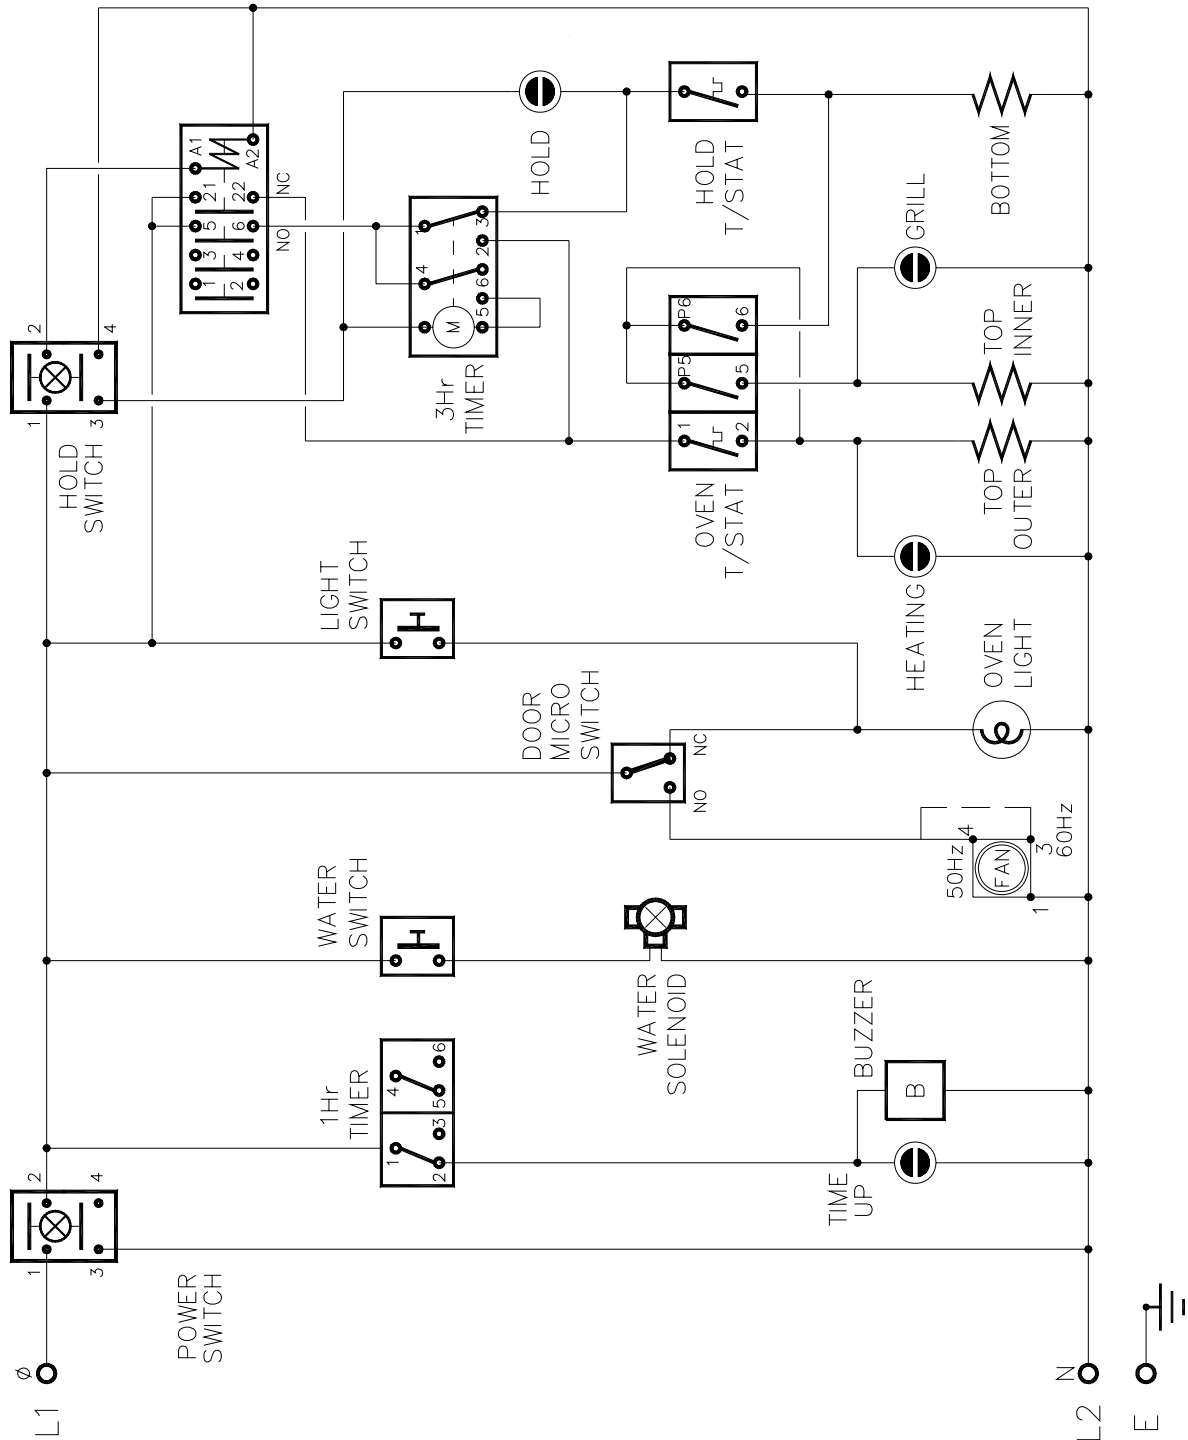 L1
Ø
POWER
SWITCH
1
2
3
4
HOLD
SWITCH
1
2
3
4
A1
A2
21
22
5
6
3
4
1
2
NC
NO
1Hr
TIMER
1
2
3
4
5
6
WATER
SWITCH
LIGHT
SWITCH
3Hr
TIMER
1
3
2
4
6
5
M
DOOR
MICRO
SWITCH
NC
NO
WATER
SOLENOID
HOLD
HOLD
T/STAT
OVEN
T/STAT
P6
6
P5
5
1
2
TIME
UP
BUZZER
B
50Hz
4
FAN
3
60Hz
1
OVEN
LIGHT
HEATING
GRILL
TOP
OUTER
TOP
INNER
BOTTOM
N
L2
E